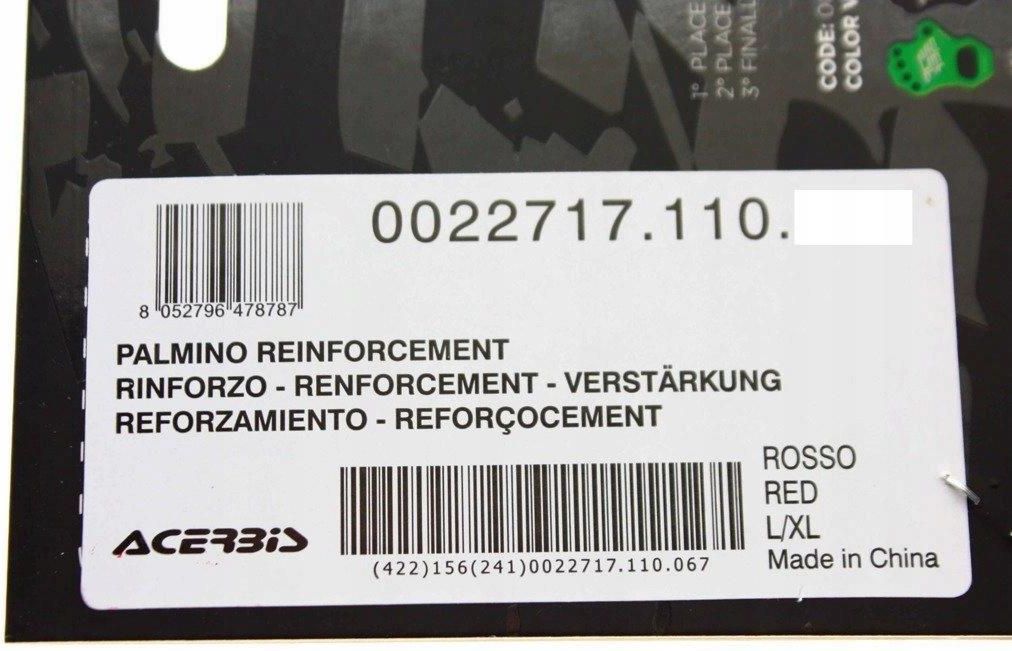 1° PLACE
2° PLACE
3° FINALL
CODE: 0
COLOR
0022717.110.
8 052796 478787
PALMINO REINFORCEMENT
RINFORZO - RENFORCEMENT - VERSTÄRKUNG
REFORZAMIENTO - REFORÇOCEMENT
ROSSO
RED
L/XL
Made in China
ACERBIS
(422)156(241)0022717.110.067